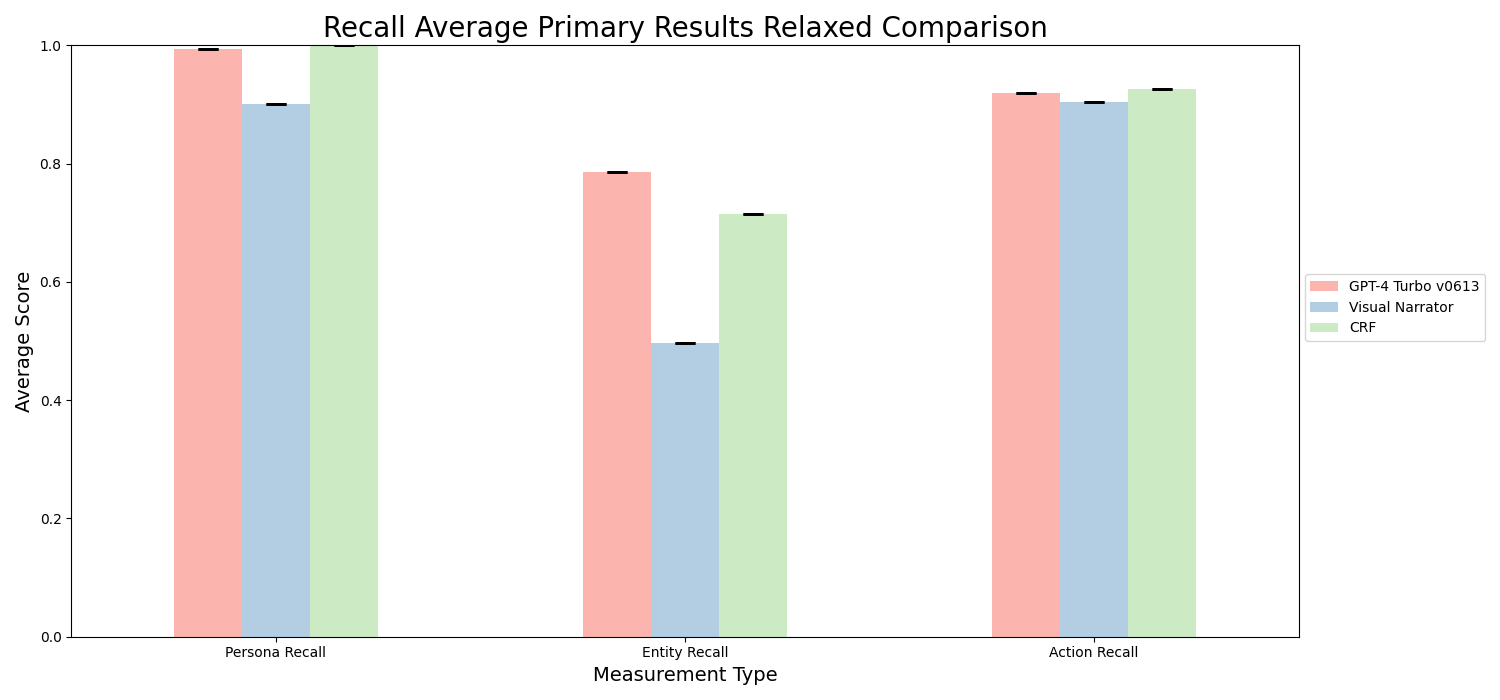 Recall Average Primary Results Relaxed Comparison
1.0
0.8
0.6
0.4
0.2
0.0
Average Score
Persona Recall
Entity Recall
Action Recall
Measurement Type
GPT-4 Turbo v0613
Visual Narrator
CRF